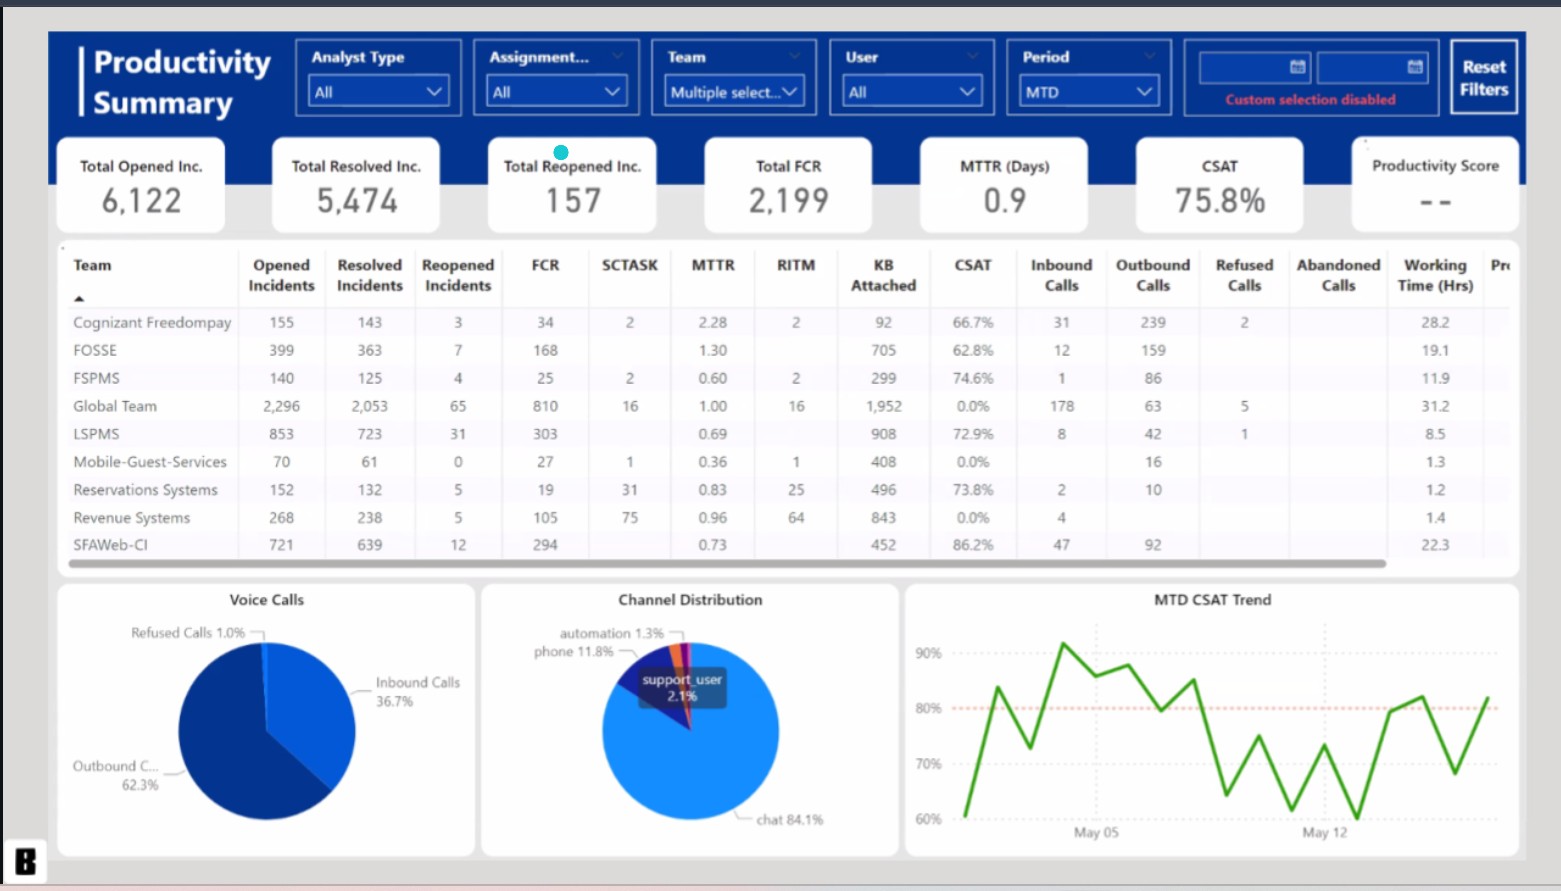 Productivity
Summary
Analyst Type
All
Assignment...
All
Team
Multiple select...
User
All
Period
MTD
Custom selection disabled
Reset
Filters
Total Opened Inc.
6,122
Total Resolved Inc.
5,474
Total Reopened Inc.
157
Total FCR
2,199
MTTR (Days)
0.9
CSAT
75.8%
Productivity Score
--
Team Opened Incidents Resolved Incidents Reopened Incidents FCR SCTASK MTTR RITM KB Attached CSAT Inbound Calls Outbound Calls Refused Calls Abandoned Calls Working Time (Hrs) Pr
Cognizant Freedompay 155 143 3 34 2 2.28 2 92 66.7% 31 239 2 28.2
FOSSE 399 363 7 168 1.30 705 62.8% 12 159 19.1
FSPMS 140 125 4 25 2 0.60 2 299 74.6% 1 86 11.9
Global Team 2,296 2,053 65 810 16 1.00 16 1,952 0.0% 178 63 5 31.2
LSPMS 853 723 31 303 0.69 908 72.9% 8 42 1 8.5
Mobile-Guest-Services 70 61 0 27 1 0.36 1 408 0.0% 16 1.3
Reservations Systems 152 132 5 19 31 0.83 25 496 73.8% 2 10 1.2
Revenue Systems 268 238 5 105 75 0.96 64 843 0.0% 4 1.4
SFAWeb-CI 721 639 12 294 0.73 452 86.2% 47 92 22.3
Voice Calls
Refused Calls 1.0%
Inbound Calls
36.7%
Outbound C...
62.3%
Channel Distribution
automation 1.3%
phone 11.8%
support_user
2.1%
chat 84.1%
MTD CSAT Trend
90%
80%
70%
60%
May 05
May 12
B